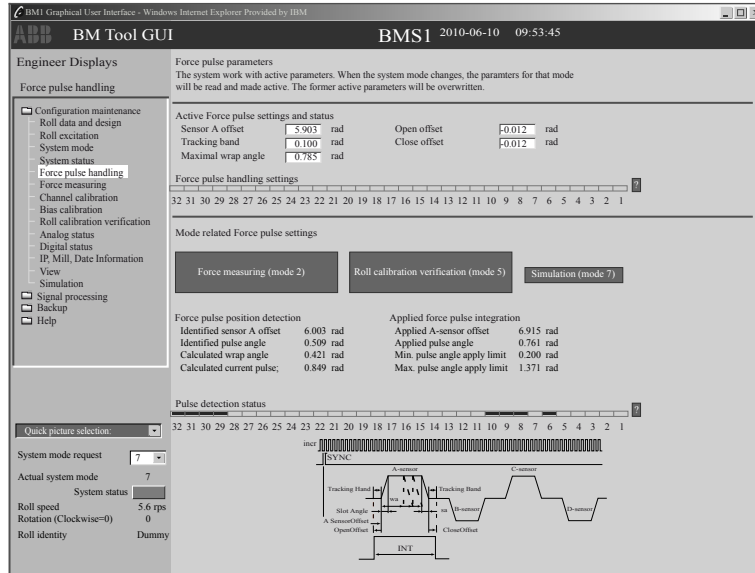 BM1 Graphical User Interface - Windows Internet Explorer Provided by IBM
ABB BM Tool GUI BMS1 2010-06-10 09:53:45
Engineer Displays
Force pulse handling
Configuration maintenance
Roll data and design
Roll excitation
System mode
System status
Force pulse handling
Force measuring
Channel calibration
Bias calibration
Roll calibration verification
Analog status
Digital status
IP, Mill, Date Information
View
Simulation
Signal processing
Backup
Help
Quick picture selection:
System mode request 7
Actual system mode 7
System status
Roll speed 5.6 rps
Rotation (Clockwise=0) 0
Roll identity Dummy
Force pulse parameters
The system work with active parameters. When the system mode changes, the paramters for that mode
will be read and made active. The former active parameters will be overwritten.
Active Force pulse settings and status
Sensor A offset 5.903 rad Open offset -0.012 rad
Tracking band 0.100 rad Close offset -0.012 rad
Maximal wrap angle 0.785 rad
Force pulse handling settings
?
32 31 30 29 28 27 26 25 24 23 22 21 20 19 18 17 16 15 14 13 12 11 10 9 8 7 6 5 4 3 2 1
Mode related Force pulse settings
Force measuring (mode 2) Roll calibration verification (mode 5) Simulation (mode 7)
Force pulse position detection Applied force pulse integration
Identified sensor A offset 6.003 rad Applied A-sensor offset 6.915 rad
Identified pulse angle 0.509 rad Applied pulse angle 0.761 rad
Calculated wrap angle 0.421 rad Min. pulse angle apply limit 0.200 rad
Calculated current pulse; 0.849 rad Max. pulse angle apply limit 1.371 rad
Pulse detection status
?
32 31 30 29 28 27 26 25 24 23 22 21 20 19 18 17 16 15 14 13 12 11 10 9 8 7 6 5 4 3 2 1
incr
SYNC
A-sensor C-sensor
Tracking Hand Tracking Band
wa
Slot Angle sa B-sensor D-sensor
A SensorOffset
OpenOffset CloseOffset
INT